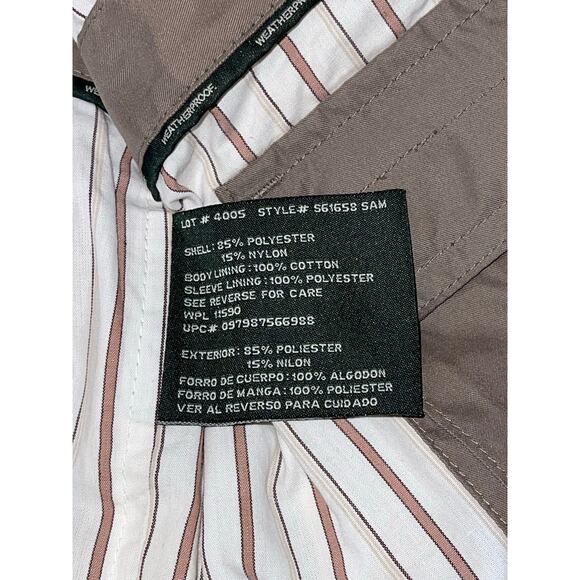 WEATHERPROOF.
WEATHERPROOF.
WEATHERPROOF.
LOT # 4005 STYLE# S61658 SAM
SHELL: 85% POLYESTER
15% NYLON
BODY LINING: 100% COTTON
SLEEVE LINING: 100% POLYESTER
SEE REVERSE FOR CARE
WPL 11590
UPC# 097987566988
EXTERIOR: 85% POLIESTER
15% NILON
FORRO DE CUERPO: 100% ALGODON
FORRO DE MANGA: 100% POLIESTER
VER AL REVERSO PARA CUIDADO